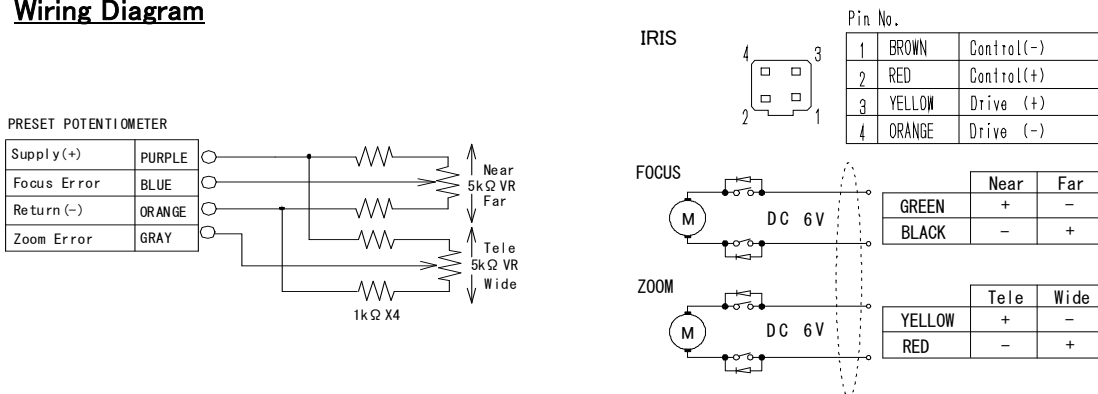 Wiring Diagram
PRESET POTENTIOMETER
Supply(+) PURPLE
Focus Error BLUE
Return(-) ORANGE
Zoom Error GRAY
Near
5kΩ VR
Far
Tele
5kΩ VR
Wide
1kΩ X4
IRIS
4 3
2 1
Pin No.
1 BROWN Control(-)
2 RED Control(+)
3 YELLOW Drive (+)
4 ORANGE Drive (-)
FOCUS
M
DC 6V
Near Far
GREEN + -
BLACK - +
ZOOM
M
DC 6V
Tele Wide
YELLOW + -
RED - +